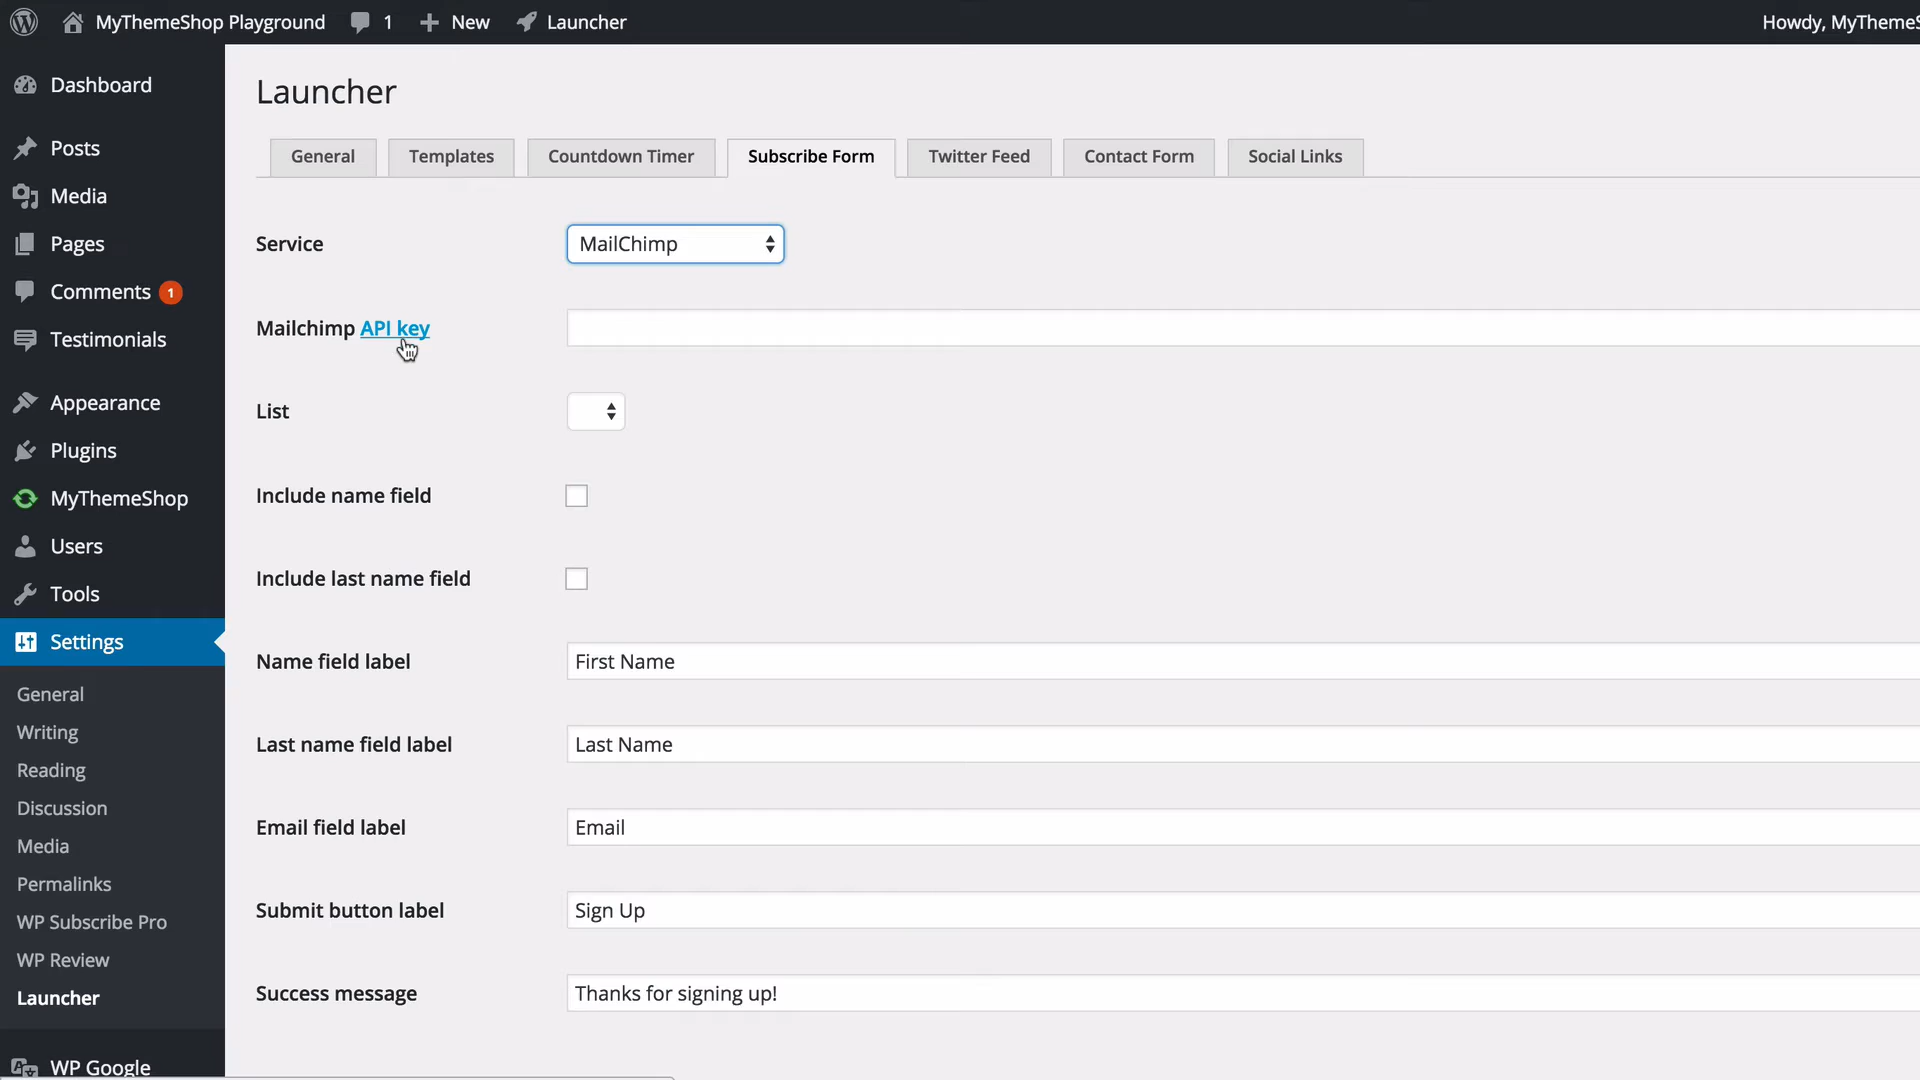 MyThemeShop Playground 1 New Launcher
Howdy, MyThemeS
Dashboard
Posts
Media
Pages
Comments 1
Testimonials
Appearance
Plugins
MyThemeShop
Users
Tools
Settings
General
Writing
Reading
Discussion
Media
Permalinks
WP Subscribe Pro
WP Review
Launcher
WP Google
Launcher
General Templates Countdown Timer Subscribe Form Twitter Feed Contact Form Social Links
Service MailChimp
Mailchimp API key
List
Include name field
Include last name field
Name field label First Name
Last name field label Last Name
Email field label Email
Submit button label Sign Up
Success message Thanks for signing up!